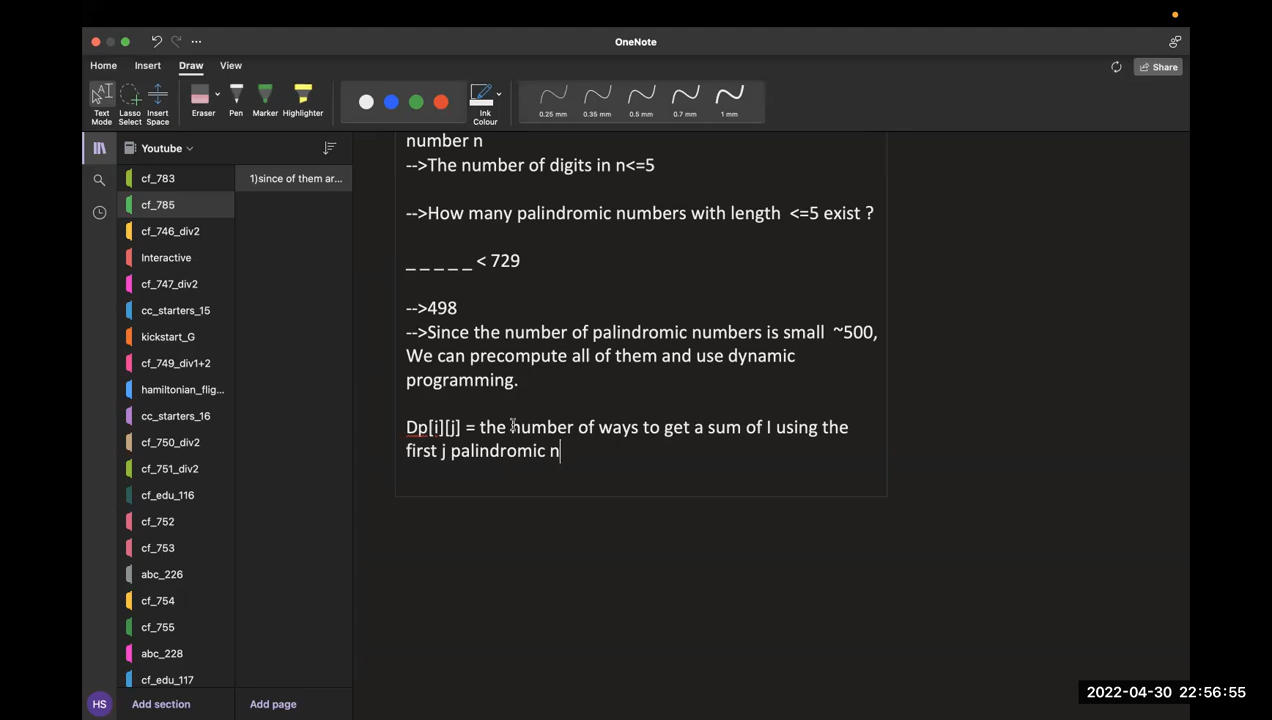 OneNote
Home Insert Draw View
Share
Text Mode
Lasso Select
Insert Space
Eraser
Pen
Marker
Highlighter
Ink Colour
0.25 mm
0.35 mm
0.5 mm
0.7 mm
1 mm
Youtube
cf_783
cf_785
cf_746_div2
Interactive
cf_747_div2
cc_starters_15
kickstart_G
cf_749_div1+2
hamiltonian_flig...
cc_starters_16
cf_750_div2
cf_751_div2
cf_edu_116
cf_752
cf_753
abc_226
cf_754
cf_755
abc_228
cf_edu_117
HS
Add section
1)since of them ar...
Add page
number n
-->The number of digits in n<=5
-->How many palindromic numbers with length <=5 exist ?
_ _ _ _ _ < 729
-->498
-->Since the number of palindromic numbers is small ~500,
We can precompute all of them and use dynamic
programming.
Dp[i][j] = the number of ways to get a sum of I using the
first j palindromic n
2022-04-30 22:56:55